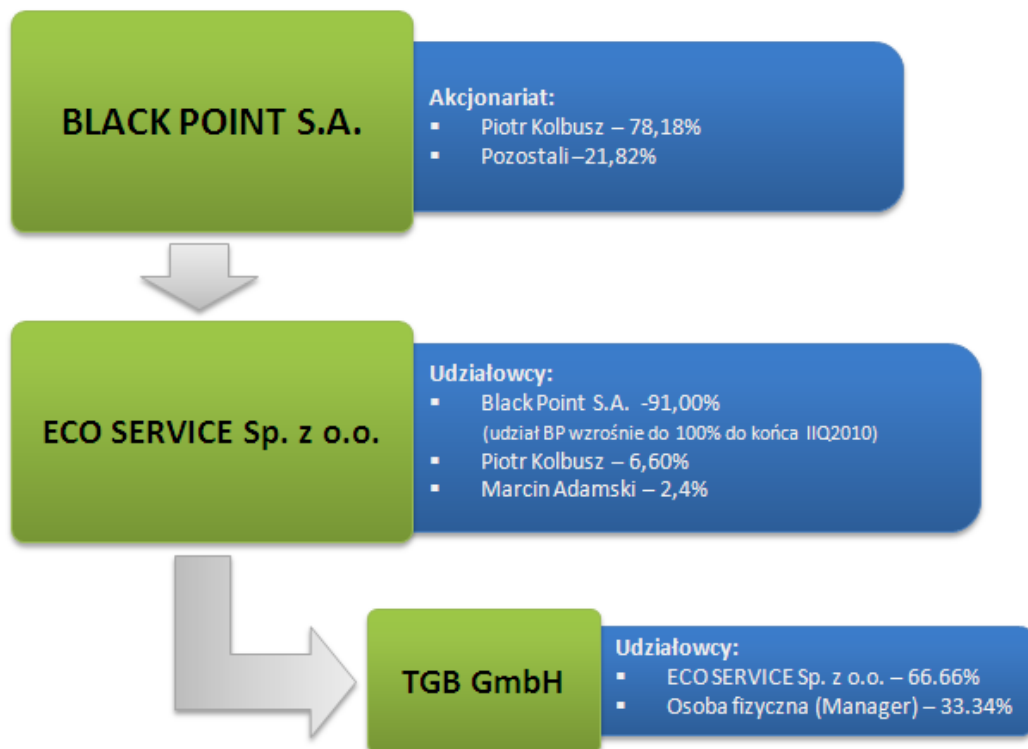 BLACK POINT S.A.
Akcjonariat:
▪ Piotr Kolbusz – 78,18%
▪ Pozostali –21,82%
ECO SERVICE Sp. z o.o.
Udziałowcy:
▪ Black Point S.A. -91,00%
(udział BP wzrośnie do 100% do końca IIQ2010)
▪ Piotr Kolbusz – 6,60%
▪ Marcin Adamski – 2,4%
TGB GmbH
Udziałowcy:
▪ ECO SERVICE Sp. z o.o. – 66.66%
▪ Osoba fizyczna (Manager) – 33.34%